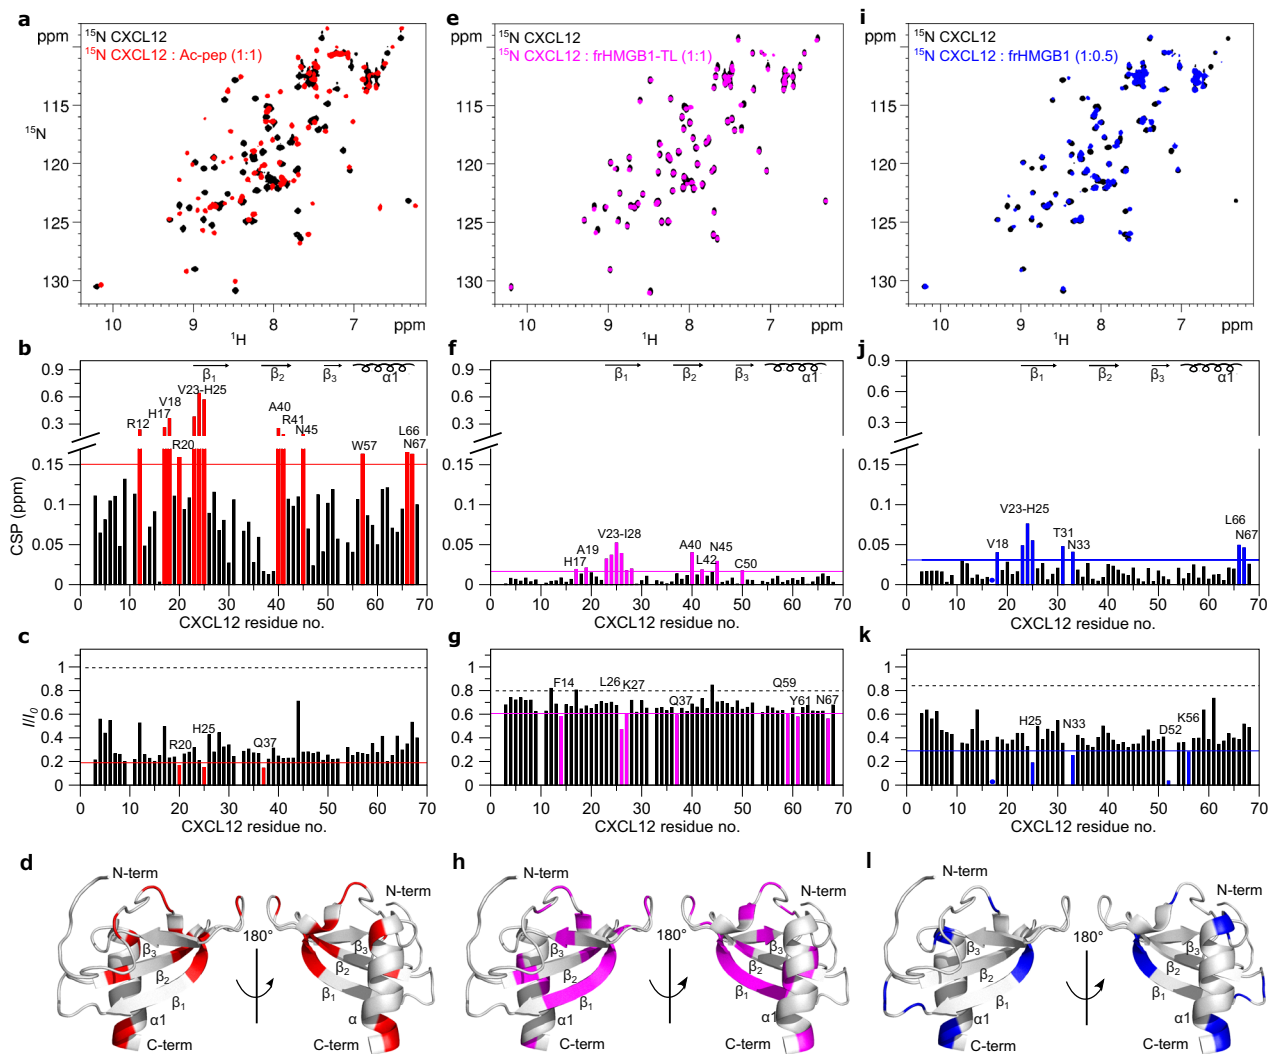 a
ppm
15N CXCL12
15N CXCL12 : Ac-pep (1:1)
115
15N
120
125
130
10 9 8 7 ppm
1H
e
ppm
15N CXCL12
15N CXCL12 : frHMGB1-TL (1:1)
115
120
125
130
10 9 8 7 ppm
1H
i
ppm
15N CXCL12
15N CXCL12 : frHMGB1 (1:0.5)
115
120
125
130
10 9 8 7 ppm
1H
b
0.9
0.6
0.3
0.15
0.1
0.05
0
CSP (ppm)
β1 β2 β3 α1
V23-H25
V18
H17
R12
R20
A40
R41
N45
W57
L66
N67
0 10 20 30 40 50 60 70
CXCL12 residue no.
f
0.9
0.6
0.3
0.15
0.1
0.05
0
β1 β2 β3 α1
V23-I28
A19
H17
A40
L42
N45
C50
0 10 20 30 40 50 60 70
CXCL12 residue no.
j
0.9
0.6
0.3
0.15
0.1
0.05
0
β1 β2 β3 α1
V23-H25
V18
T31
N33
L66
N67
0 10 20 30 40 50 60 70
CXCL12 residue no.
c
1
0.8
0.6
0.4
0.2
0
I/I0
R20
H25
Q37
0 10 20 30 40 50 60 70
CXCL12 residue no.
g
1
0.8
0.6
0.4
0.2
0
F14
L26
K27
Q37
Q59
Y61
N67
0 10 20 30 40 50 60 70
CXCL12 residue no.
k
1
0.8
0.6
0.4
0.2
0
H25
N33
D52
K56
0 10 20 30 40 50 60 70
CXCL12 residue no.
d
N-term
180°
N-term
β3
β2
β1
α1
C-term
β3
β2
β1
α
C-term
h
N-term
180°
N-term
β3
β2
β1
α1
C-term
β3
β2
β1
α1
C-term
l
N-term
180°
N-term
β3
β2
β1
α1
C-term
β3
β2
β1
α1
C-term